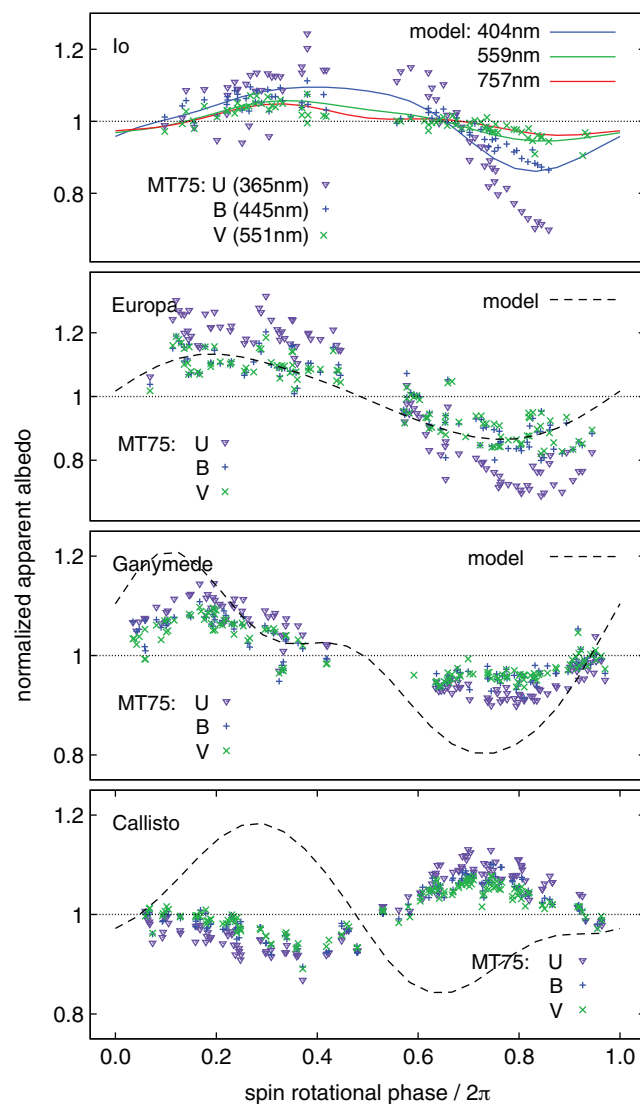 normalized apparent albedo
1.2
1
0.8
Io
model: 404nm
559nm
757nm
MT75: U (365nm)
B (445nm)
V (551nm)
1.2
1
0.8
Europa
model
MT75: U
B
V
1.2
1
0.8
Ganymede
model
MT75: U
B
V
1.2
1
0.8
Callisto
MT75: U
B
V
0.0 0.2 0.4 0.6 0.8 1.0
spin rotational phase / 2π